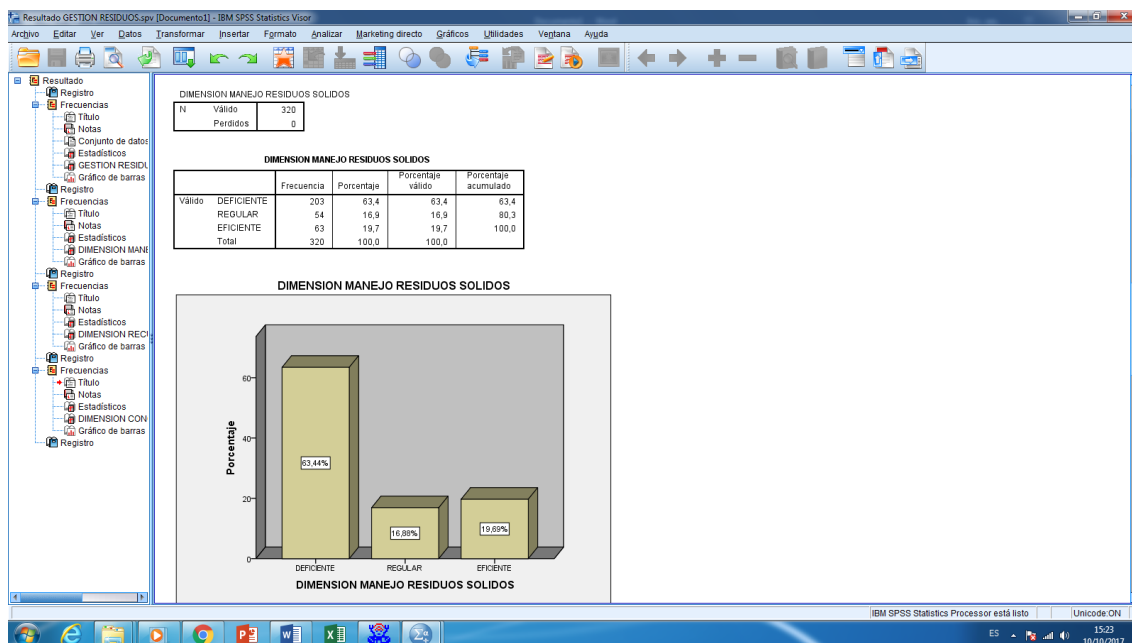 Resultado GESTION RESIDUOS.spv [Documento1] - IBM SPSS Statistics Visor
Archivo Editar Ver Datos Transformar Insertar Formato Analizar Marketing directo Gráficos Utilidades Ventana Ayuda
Resultado
Registro
Frecuencias
Título
Notas
Conjunto de datos
Estadísticos
GESTION RESIDU
Gráfico de barras
Registro
Frecuencias
Título
Notas
Estadísticos
DIMENSION MANE
Gráfico de barras
Registro
Frecuencias
Título
Notas
Estadísticos
DIMENSION RECI
Gráfico de barras
Registro
Frecuencias
Título
Notas
Estadísticos
DIMENSION CON
Gráfico de barras
Registro
DIMENSION MANEJO RESIDUOS SOLIDOS
N Válido 320
Perdidos 0
DIMENSION MANEJO RESIDUOS SOLIDOS
Frecuencia Porcentaje Porcentaje válido Porcentaje acumulado
Válido DEFICIENTE 203 63,4 63,4 63,4
REGULAR 54 16,9 16,9 80,3
EFICIENTE 63 19,7 19,7 100,0
Total 320 100,0 100,0
DIMENSION MANEJO RESIDUOS SOLIDOS
Porcentaje
60
40
20
0
63,44%
16,88%
19,69%
DEFICIENTE REGULAR EFICIENTE
DIMENSION MANEJO RESIDUOS SOLIDOS
IBM SPSS Statistics Processor está listo Unicode:ON
ES 15:23
10/10/2017